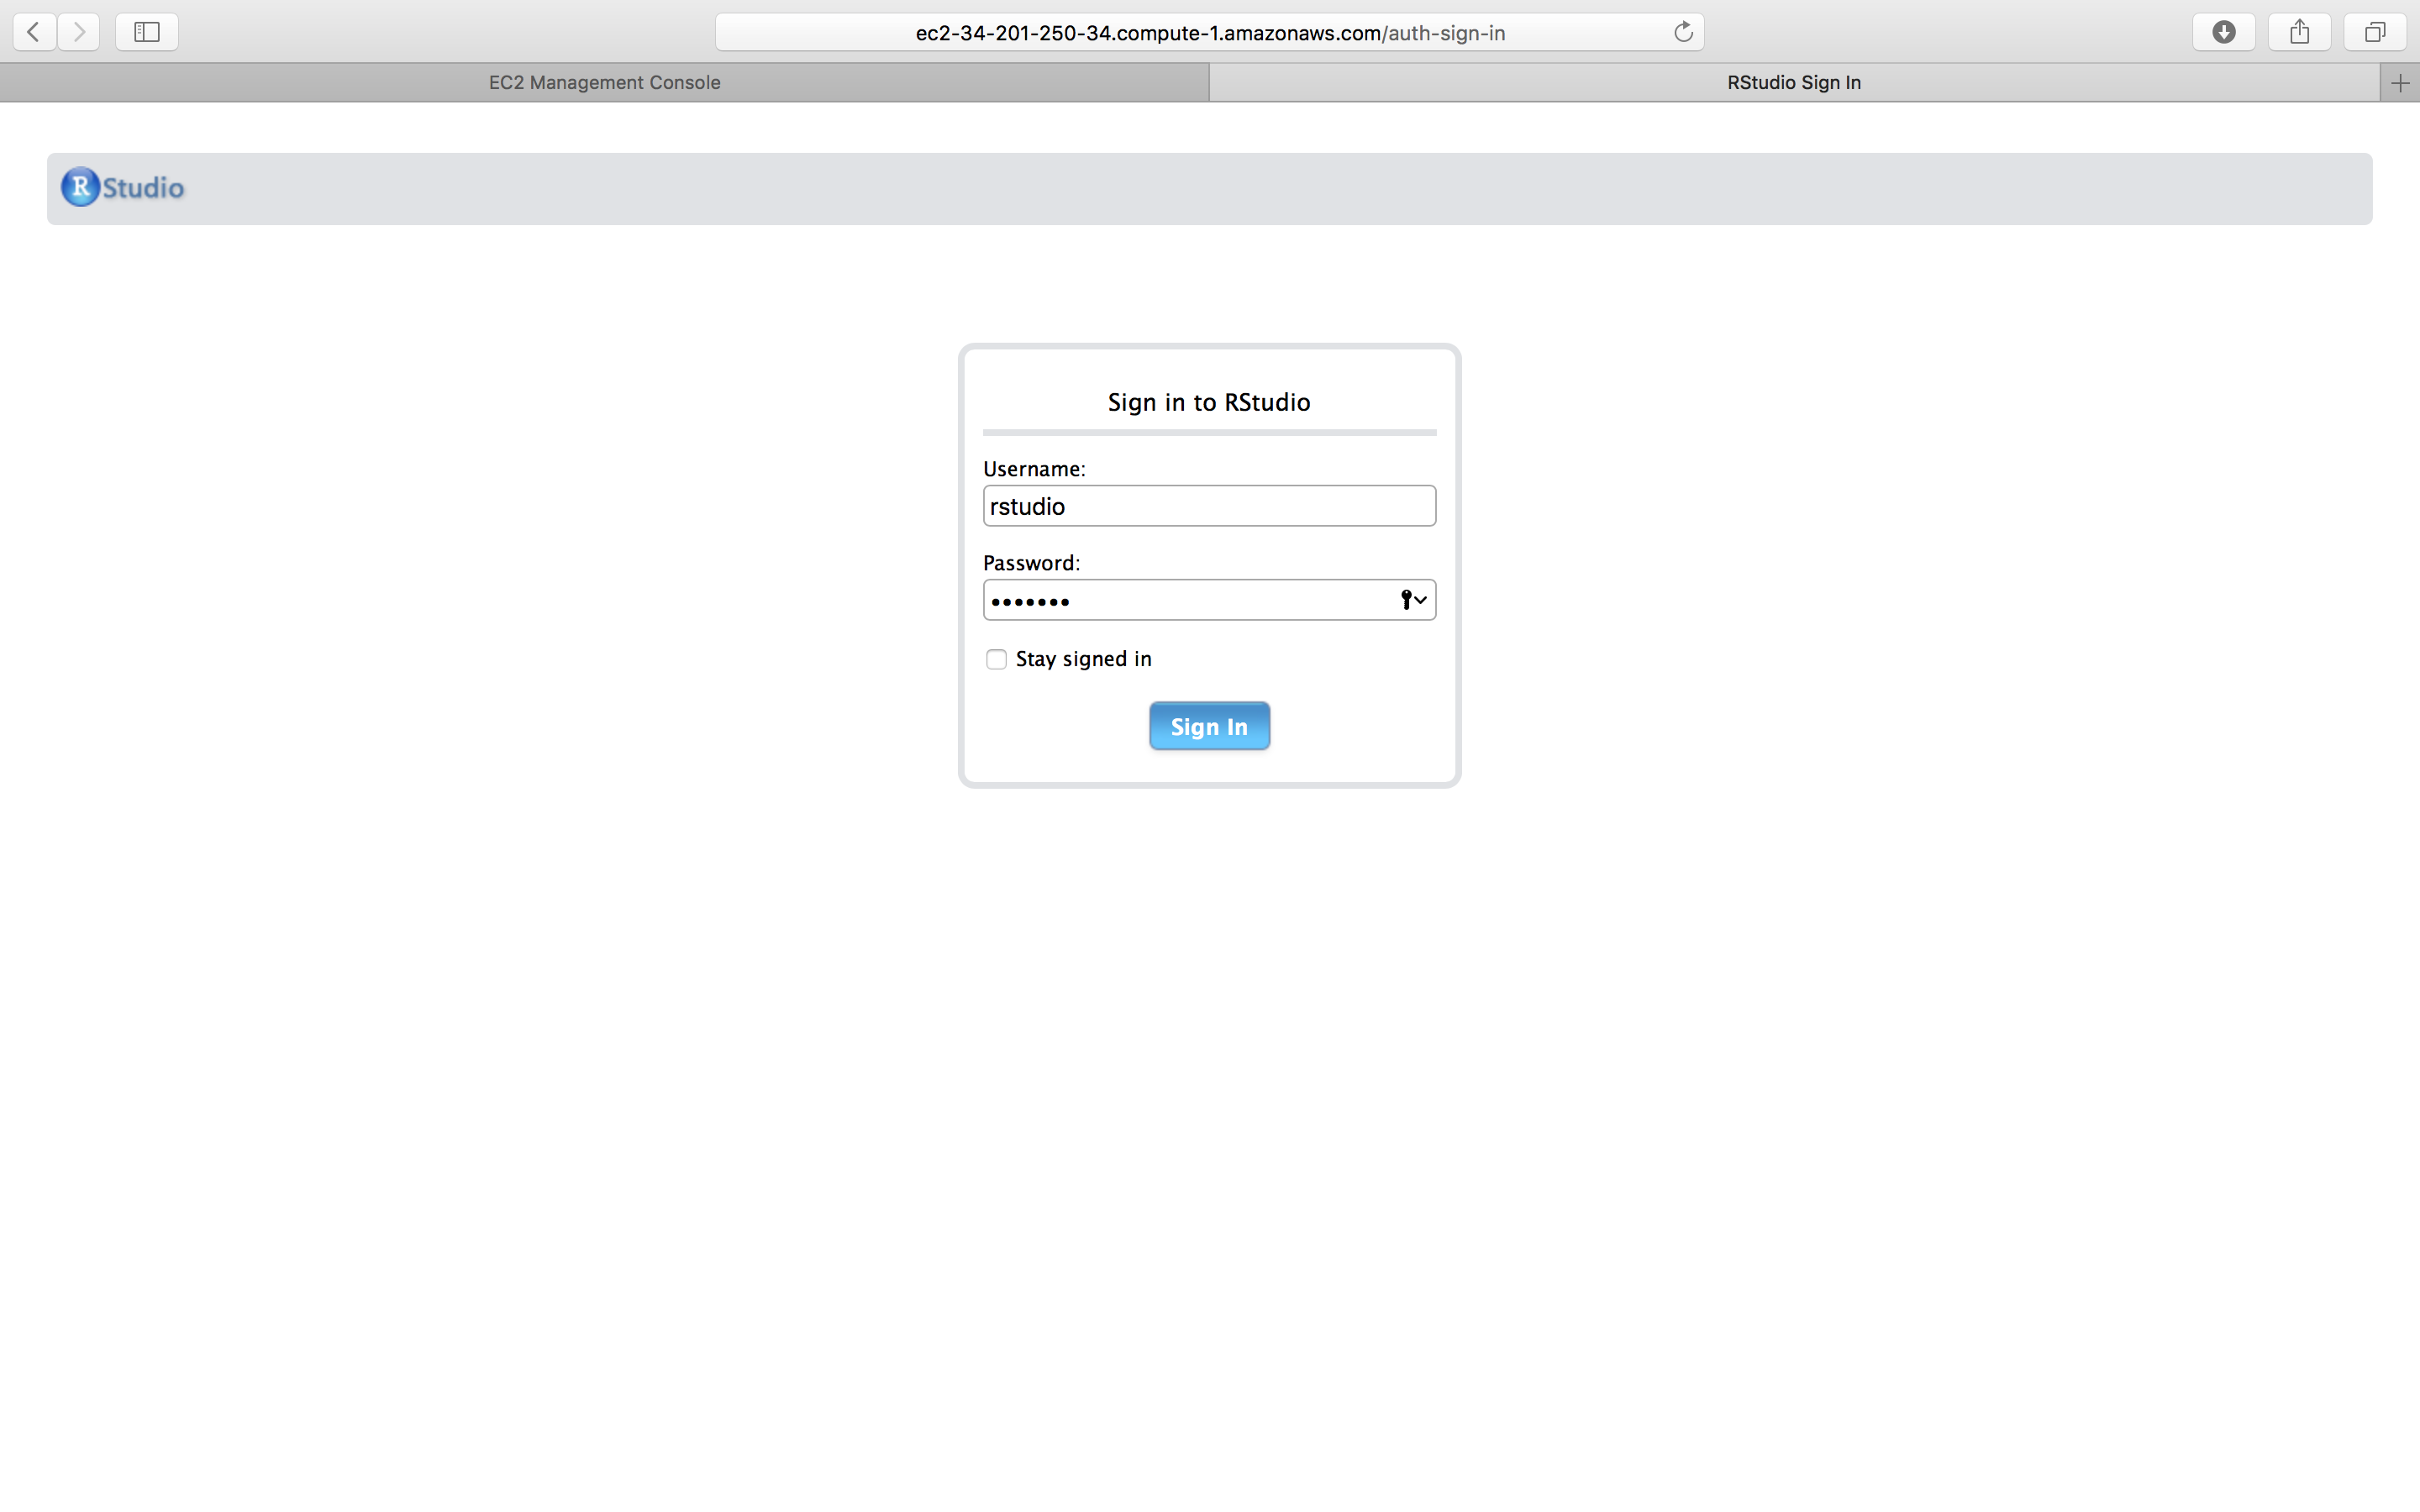 ec2-34-201-250-34.compute-1.amazonaws.com/auth-sign-in
EC2 Management Console
RStudio Sign In
R Studio
Sign in to RStudio
Username:
rstudio
Password:
•••••••
Stay signed in
Sign In